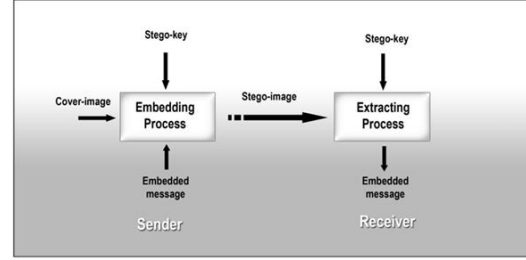 Stego-key
Stego-key
Cover-image
Embedding
Process
Stego-image
Extracting
Process
Embedded
message
Embedded
message
Sender
Receiver